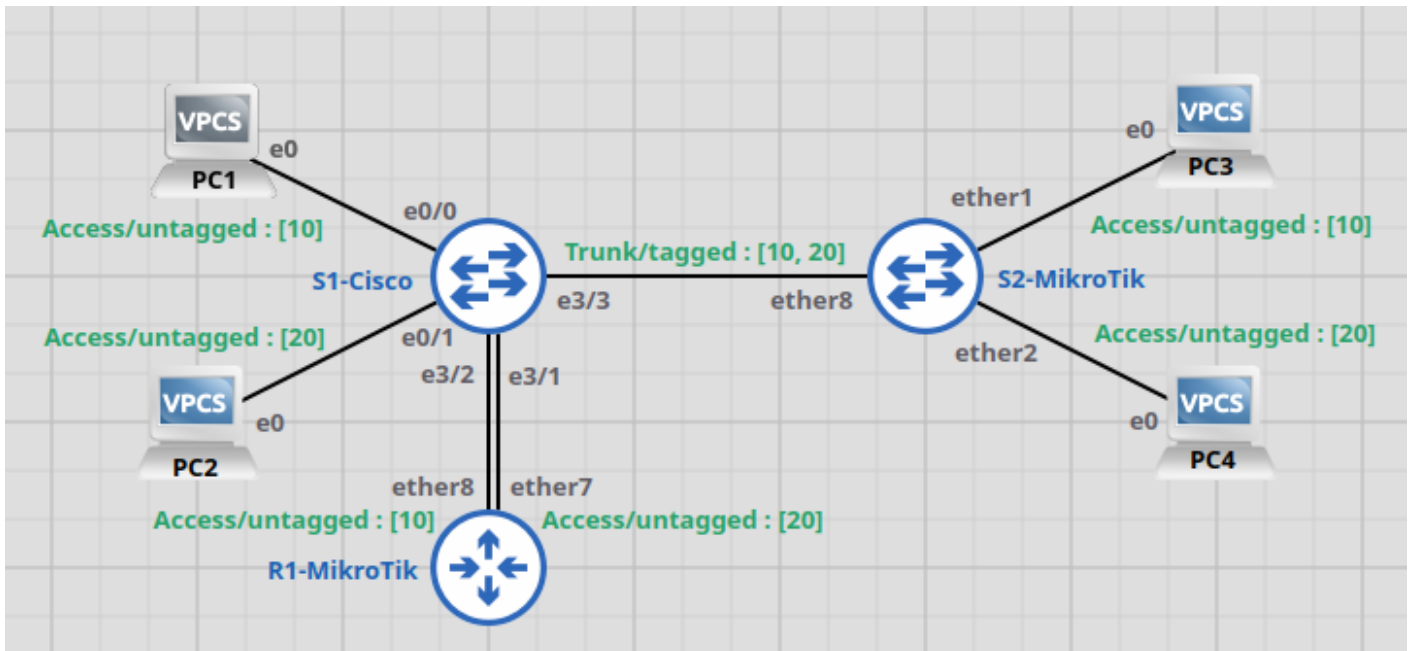 VPCS
e0
PC1
Access/untagged : [10]
e0/0
S1-Cisco
Access/untagged : [20]
e0/1
VPCS
e0
PC2
e3/2
e3/1
Trunk/tagged : [10, 20]
e3/3
ether8
ether1
S2-MikroTik
ether2
VPCS
e0
PC3
Access/untagged : [10]
Access/untagged : [20]
VPCS
e0
PC4
ether8
ether7
Access/untagged : [10]
Access/untagged : [20]
R1-MikroTik